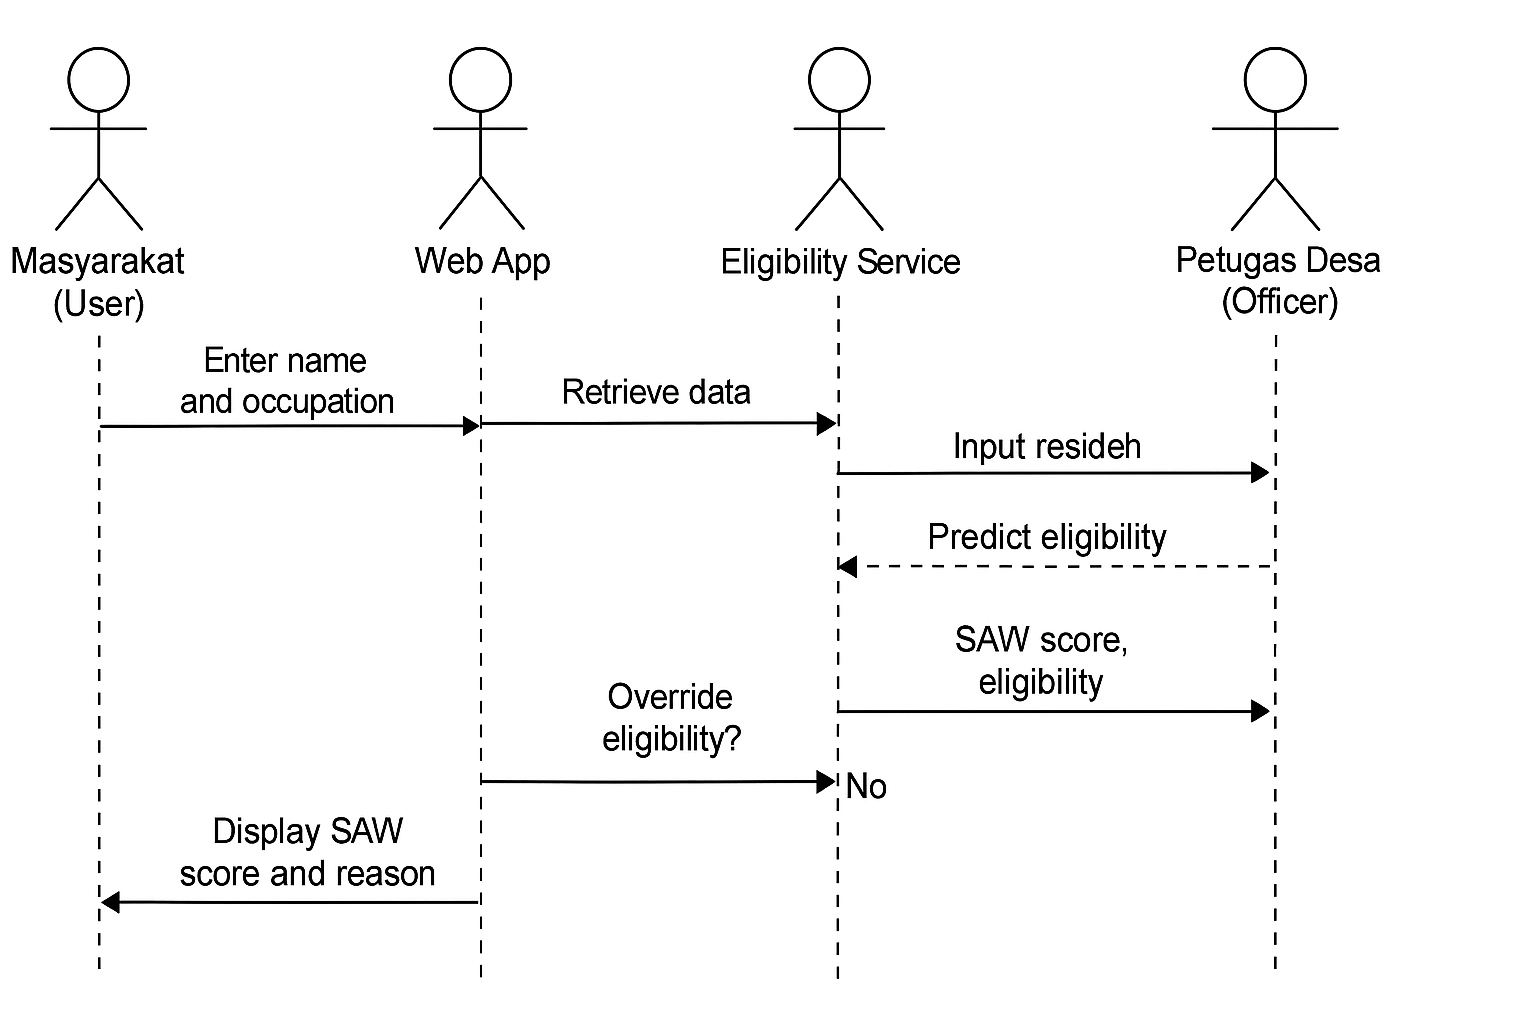 Masyarakat
(User)
Web App
Eligibility Service
Petugas Desa
(Officer)
Enter name
and occupation
Retrieve data
Input resideh
Predict eligibility
SAW score,
eligibility
Override
eligibility?
No
Display SAW
score and reason